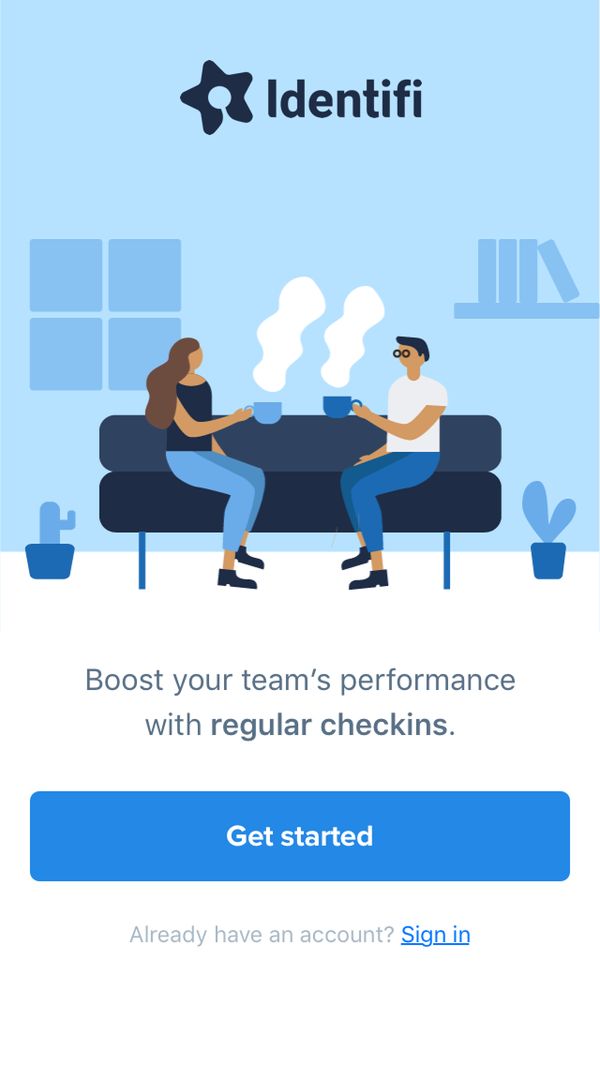 Identifi
Boost your team’s performance
with regular checkins.
Get started
Already have an account? Sign in